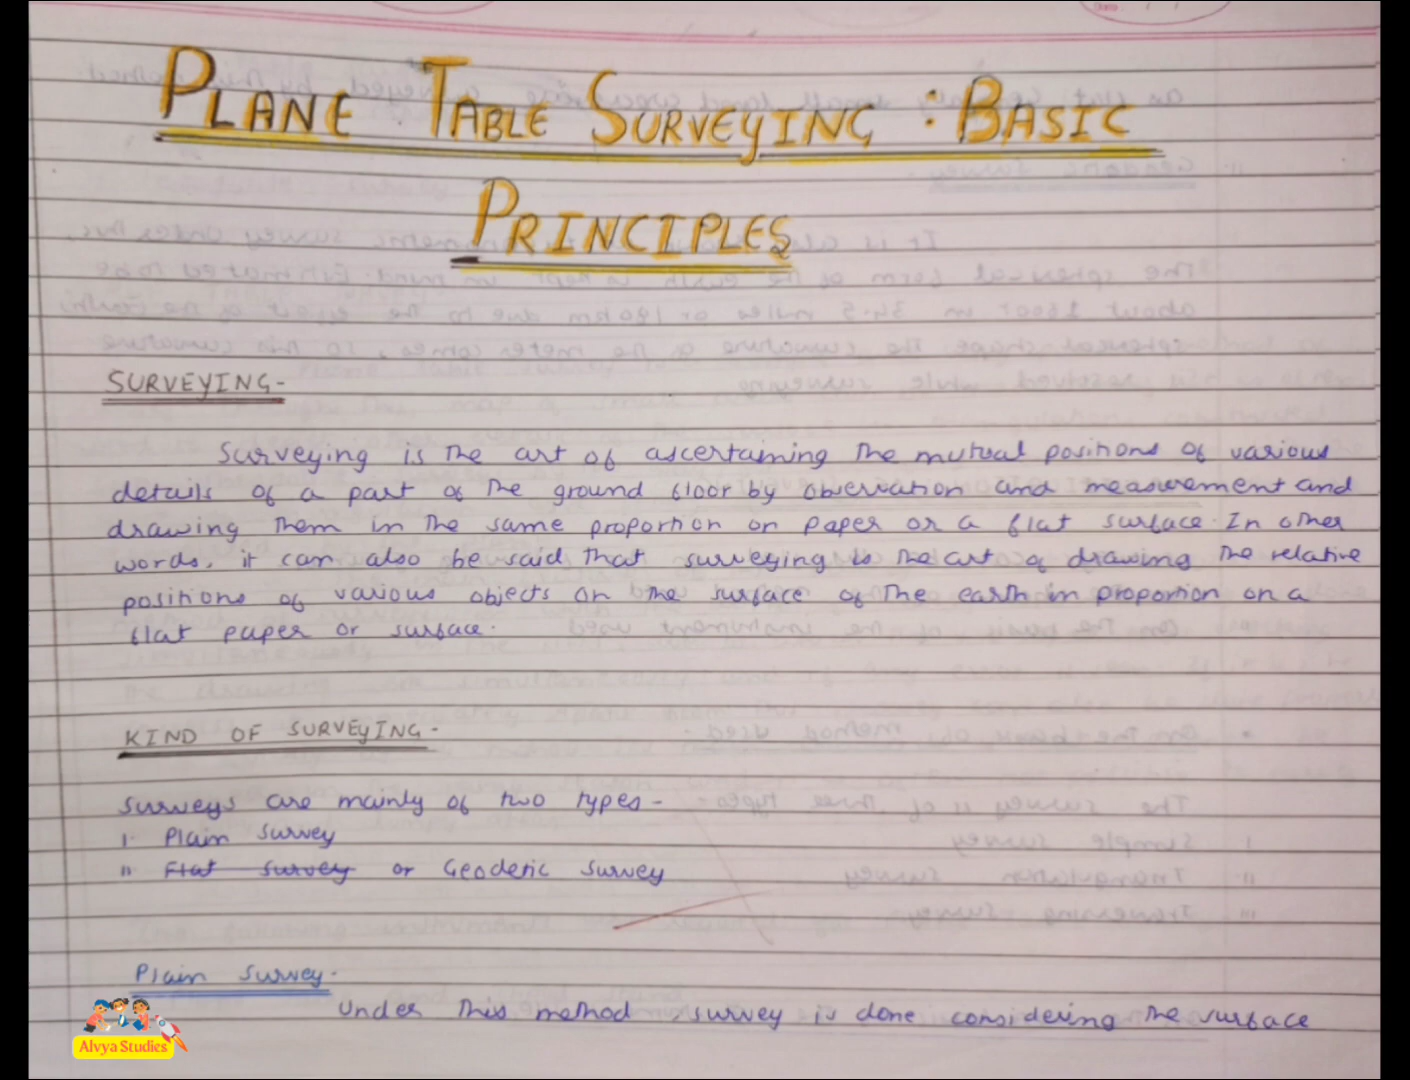 PLANE TABLE SURVEYING : BASIC
PRINCIPLES
SURVEYING-
Surveying is the art of ascertaining the mutual positions of various
details of a part of the ground floor by observation and measurement and
drawing them in the same proportion on paper or a flat surface. In other
words, it can also be said that surveying is the art of drawing the relative
positions of various objects on the surface of the earth in proportion on a
flat paper or surface.
KIND OF SURVEYING-
Surveys are mainly of two types-
i. Plain survey
ii. Flat survey or Geodetic survey
Plain survey-
Under this method survey is done considering the surface
Alvya Studies